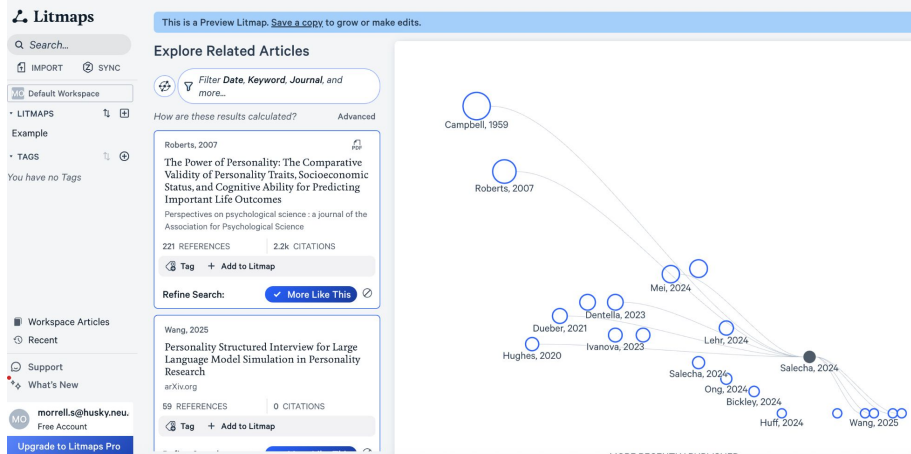 Litmaps
Search...
IMPORT
SYNC
MO Default Workspace
LITMAPS
Example
TAGS
You have no Tags
Workspace Articles
Recent
Support
What's New
MO
morrell.s@husky.neu.
Free Account
Upgrade to Litmaps Pro
This is a Preview Litmap. Save a copy to grow or make edits.
Explore Related Articles
Filter Date, Keyword, Journal, and
more...
How are these results calculated?
Advanced
Roberts, 2007
PDF
The Power of Personality: The Comparative
Validity of Personality Traits, Socioeconomic
Status, and Cognitive Ability for Predicting
Important Life Outcomes
Perspectives on psychological science : a journal of the
Association for Psychological Science
221 REFERENCES
2.2k CITATIONS
Tag + Add to Litmap
Refine Search:
More Like This
Wang, 2025
Personality Structured Interview for Large
Language Model Simulation in Personality
Research
arXiv.org
59 REFERENCES
0 CITATIONS
Tag + Add to Litmap
Campbell, 1959
Roberts, 2007
Mei, 2024
Dentella, 2023
Dueber, 2021
Lehr, 2024
Ivanova, 2023
Hughes, 2020
Salecha, 2024
Salecha, 2024
Ong, 2024
Bickley, 2024
Huff, 2024
Wang, 2025